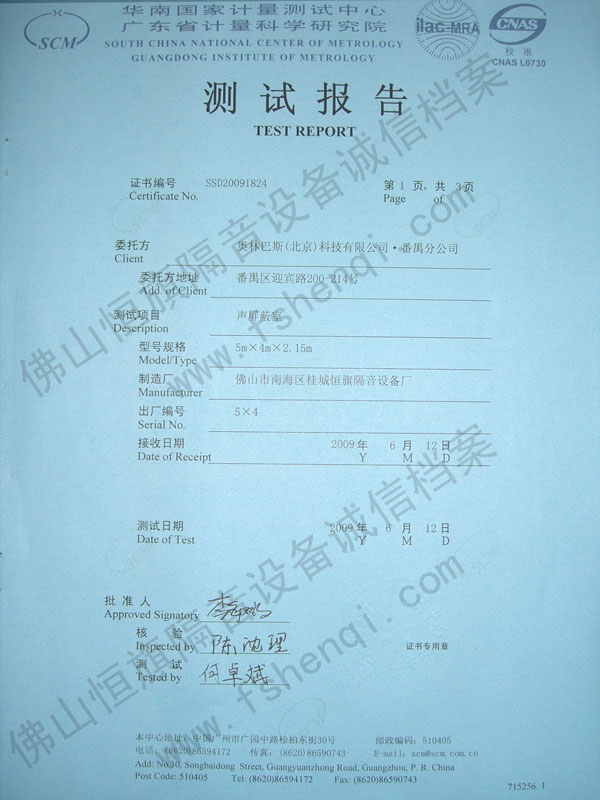 华南国家计量测试中心
广东省计量科学研究院
SOUTH CHINA NATIONAL CENTER OF METROLOGY
GUANGDONG INSTITUTE OF METROLOGY
SCM
ilac-MRA
CNAS
校准
CNAS L0730
测试报告
TEST REPORT
证书编号 SSD20091824 第 1 页，共 3页
Certificate No. Page of
委托方 奥林巴斯(北京)科技有限公司·番禺分公司
Client
委托方地址 番禺区迎宾路200-214号
Add. of Client
测试项目 声屏蔽室
Description
型号规格 5m×4m×2.15m
Model/Type
制造厂 佛山市南海区桂城恒旗隔音设备厂
Manufacturer
出厂编号 5×4
Serial No.
接收日期 2009 年 6 月 12 日
Date of Receipt Y M D
测试日期 2009 年 6 月 12 日
Date of Test Y M D
批准人
Approved Signatory
核验 陈沈理
Inspected by
证书专用章
测试 何卓斌
Tested by
本中心地址：中国广州市广园中路松柏东街30号 邮政编码：510405
电话：(8620)86594172 传真：(8620)86590743 E-mail：scm@scm.com.cn
Add: No.30, Songbaidong Street, Guangyuanzhong Road, Guangzhou, P. R. China
Post Code: 510405 Tel: (8620)86594172 Fax: (8620)86590743
715256 1
佛山恒旗隔音设备诚信档案
www.fshengqi.com
佛山恒旗隔音设备诚信档案
www.fshengqi.com